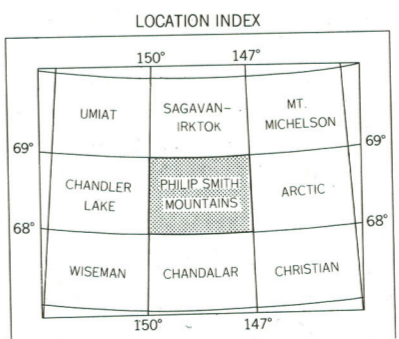 LOCATION INDEX
150° 147°
UMIAT
SAGAVAN-
IRKTOK
MT.
MICHELSON
69° 69°
CHANDLER
LAKE
PHILIP SMITH
MOUNTAINS
ARCTIC
68° 68°
WISEMAN
CHANDALAR
CHRISTIAN
150° 147°